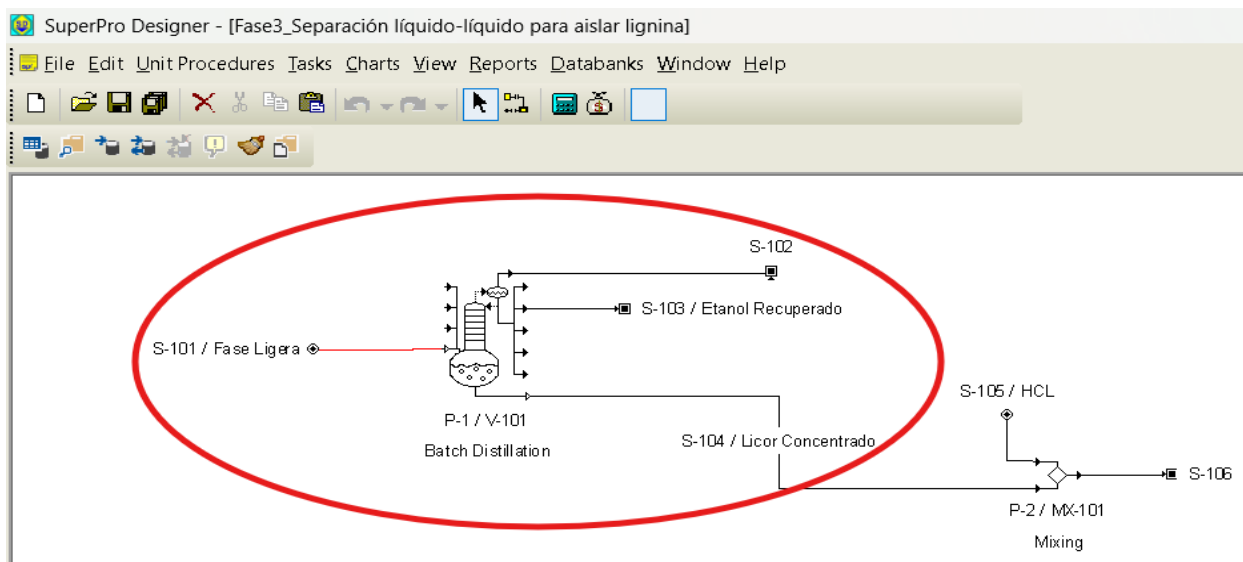 SuperPro Designer - [Fase3_Separación líquido-líquido para aislar lignina]
File Edit Unit Procedures Tasks Charts View Reports Databanks Window Help
S-102
S-103 / Etanol Recuperado
S-101 / Fase Ligera
P-1 / V-101
Batch Distillation
S-104 / Licor Concentrado
S-105 / HCL
S-106
P-2 / MX-101
Mixing